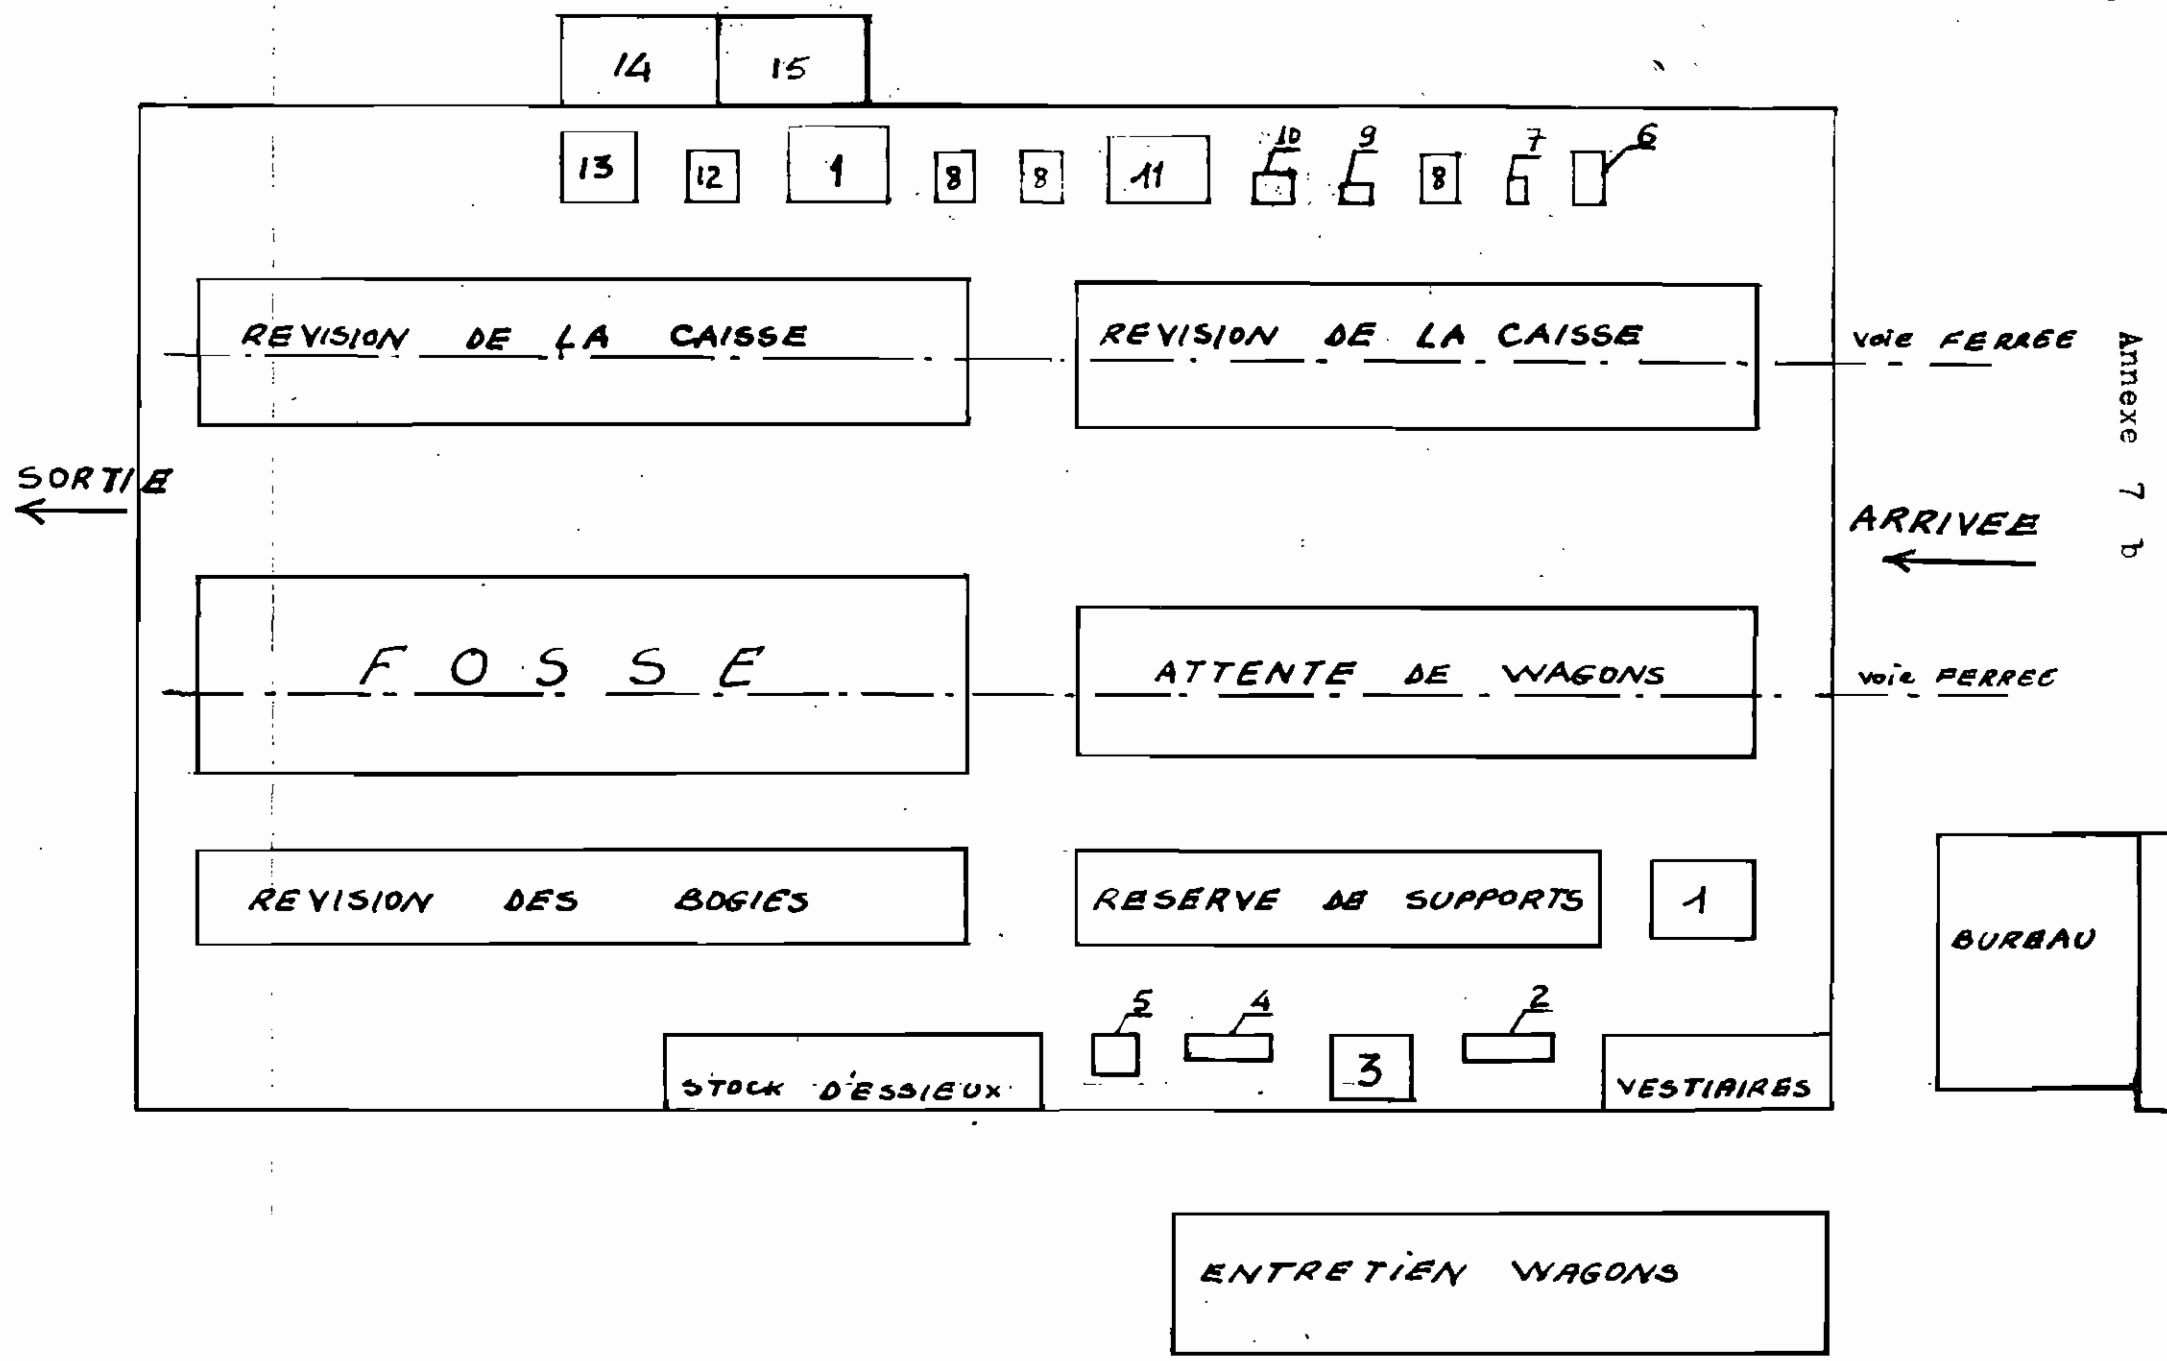 14 15
13 12 1 8 8 11 10 9 8 7 6
REVISION DE LA CAISSE
REVISION DE LA CAISSE
voie FERREE
Annexe 7 b
SORTIE
ARRIVEE
FOSSE
ATTENTE DE WAGONS
voie FERREE
REVISION DES BOGIES
RESERVE DE SUPPORTS
1
BUREAU
5 4 3 2
STOCK D'ESSIEUX
VESTIAIRES
ENTRETIEN WAGONS